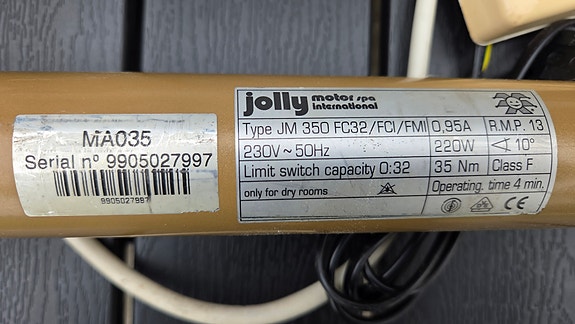 MA035
Serial n° 9905027997
9905027997
jolly motor spa
international
Type JM 350 FC32/FCI/FMI 0,95A R.M.P. 13
230V ~ 50Hz 220W 10°
Limit switch capacity 0:32 35 Nm Class F
only for dry rooms Operating. time 4 min.
CE